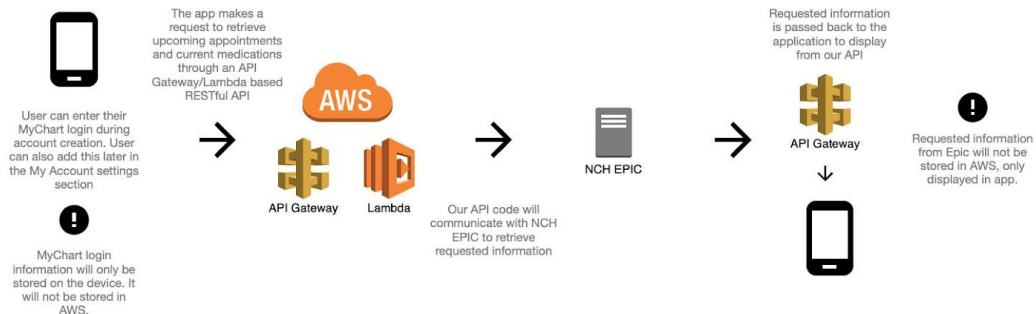 User can enter their
MyChart login during
account creation. User
can also add this later in
the My Account settings
section
!
MyChart login
information will only be
stored on the device. It
will not be stored in
AWS.
The app makes a
request to retrieve
upcoming appointments
and current medications
through an API
Gateway/Lambda based
RESTful API
AWS
API Gateway
Lambda
Our API code will
communicate with NCH
EPIC to retrieve
requested information
NCH EPIC
Requested information
is passed back to the
application to display
from our API
API Gateway
!
Requested information
from Epic will not be
stored in AWS, only
displayed in app.